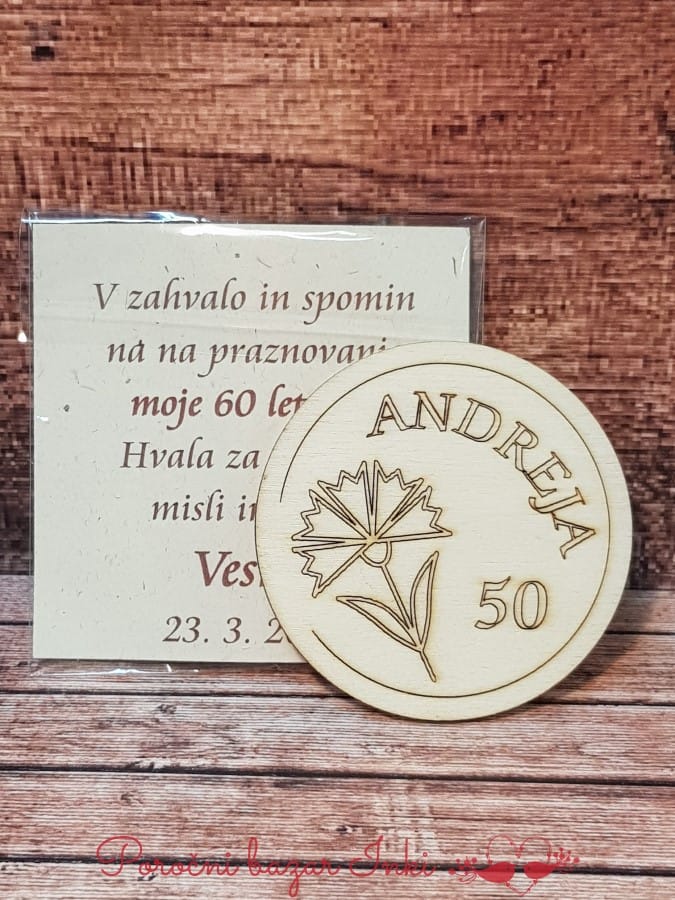 V zahvalo in spomin
na na praznovanj
moje 60 let
Hvala za
misli in
23. 3. 2
ANDREJA
50
Poročni bazar Inki